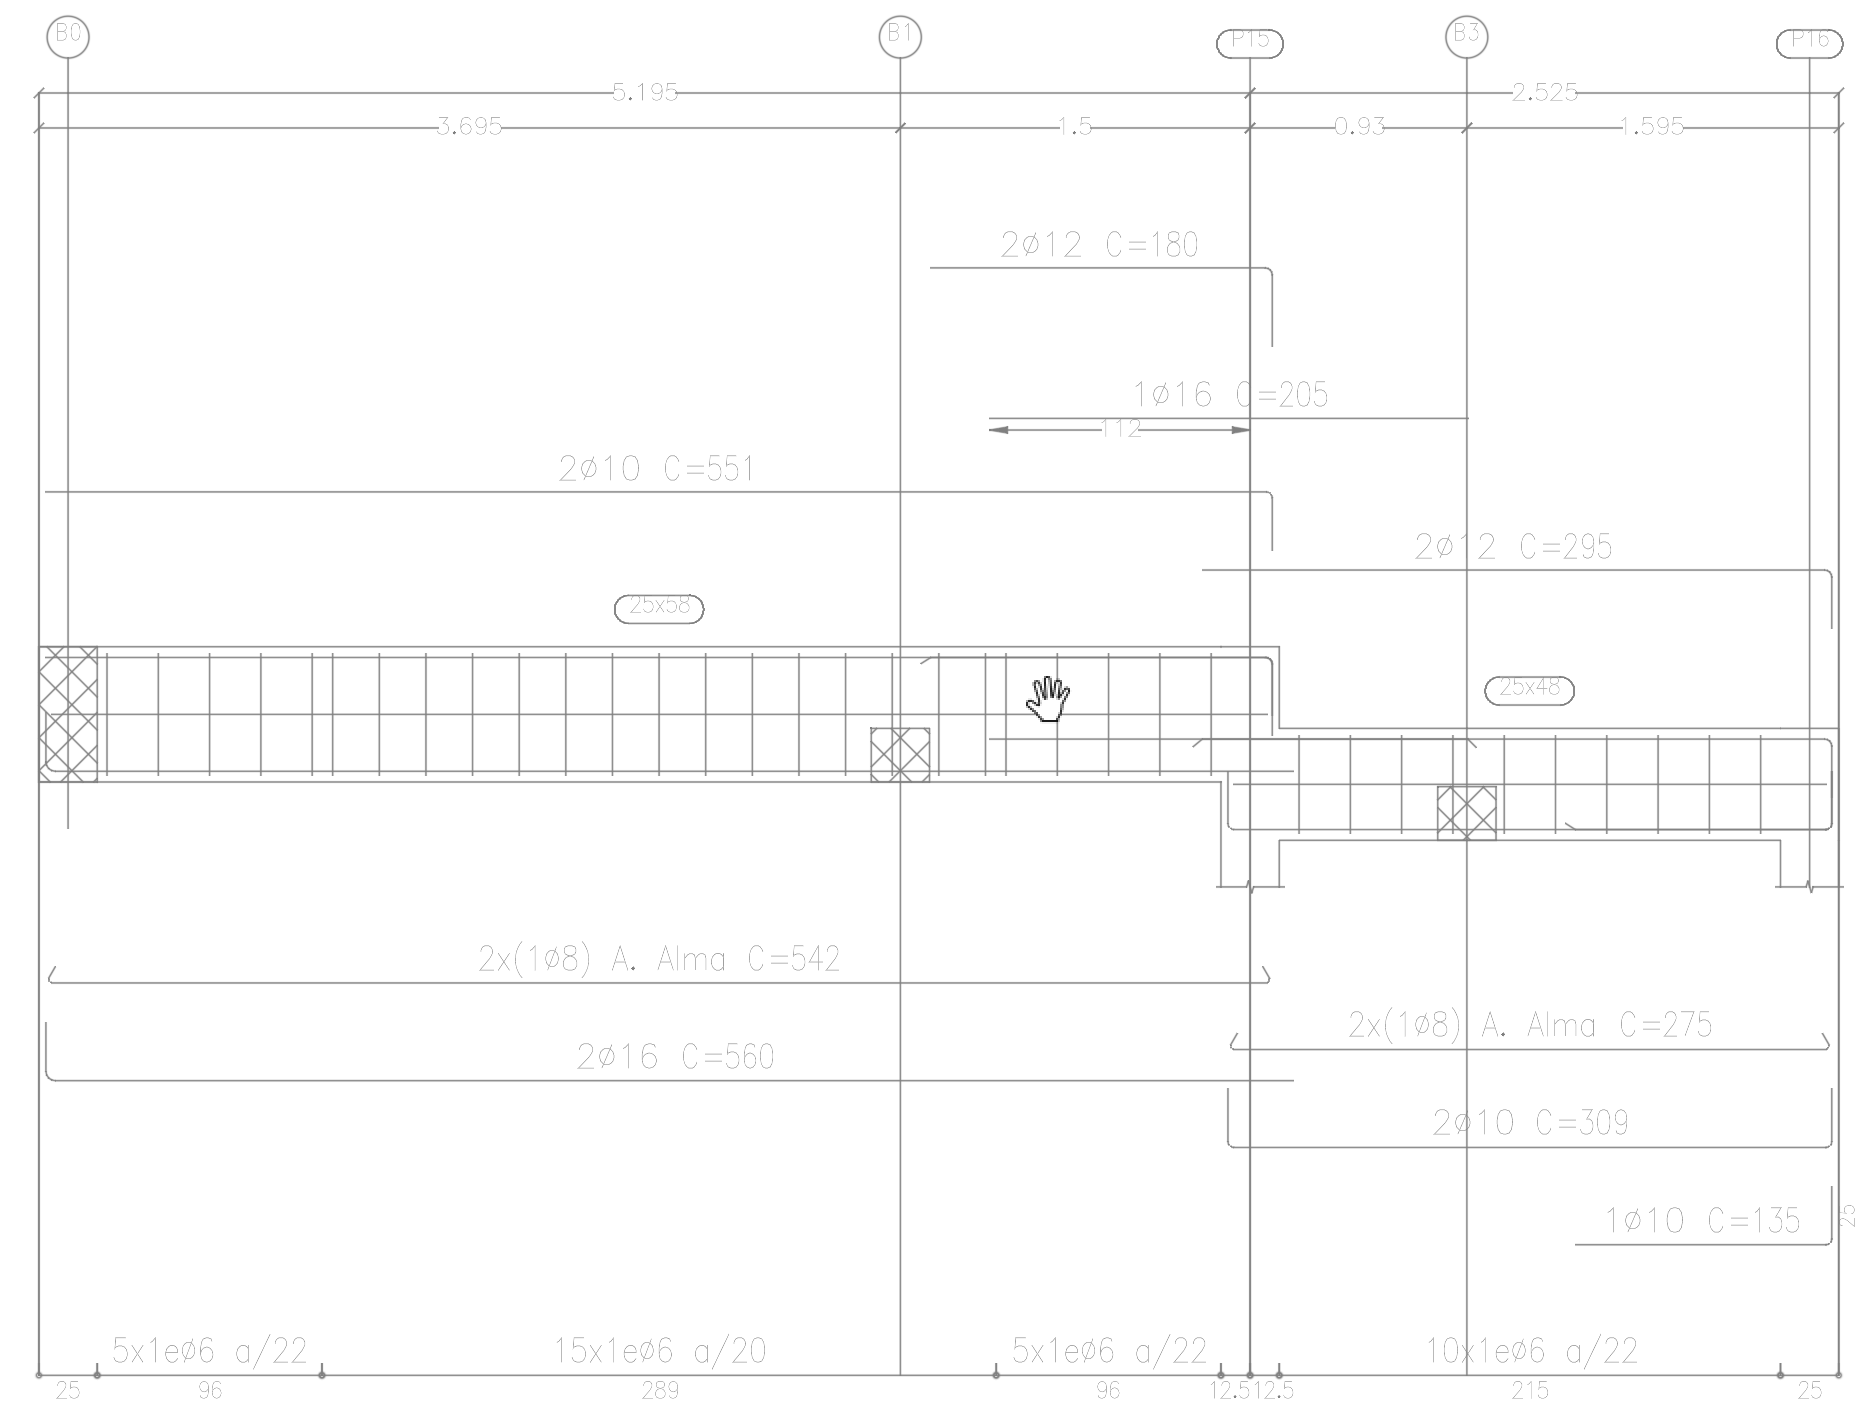 B0 B1 P15 B3 P16
5.195 2.525
3.695 1.5 0.93 1.595
2ø12 C=180
1ø16 C=205
112
2ø10 C=551
2ø12 C=295
25x58
25x48
2x(1ø8) A. Alma C=542
2x(1ø8) A. Alma C=275
2ø16 C=560
2ø10 C=309
1ø10 C=135
25
5x1eø6 a/22 15x1eø6 a/20 5x1eø6 a/22 10x1eø6 a/22
25 96 289 96 12.5 12.5 215 25